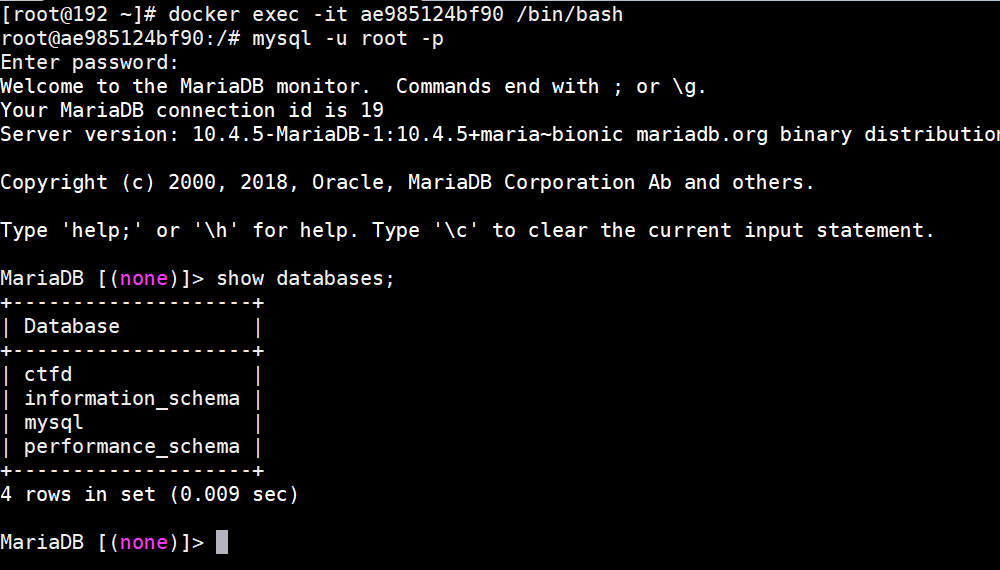 [root@192 ~]# docker exec -it ae985124bf90 /bin/bash
root@ae985124bf90:/# mysql -u root -p
Enter password:
Welcome to the MariaDB monitor.  Commands end with ; or \g.
Your MariaDB connection id is 19
Server version: 10.4.5-MariaDB-1:10.4.5+maria~bionic mariadb.org binary distribution
Copyright (c) 2000, 2018, Oracle, MariaDB Corporation Ab and others.
Type 'help;' or '\h' for help. Type '\c' to clear the current input statement.
MariaDB [(none)]> show databases;
+--------------------+
| Database           |
+--------------------+
| ctfd               |
| information_schema |
| mysql              |
| performance_schema |
+--------------------+
4 rows in set (0.009 sec)
MariaDB [(none)]>